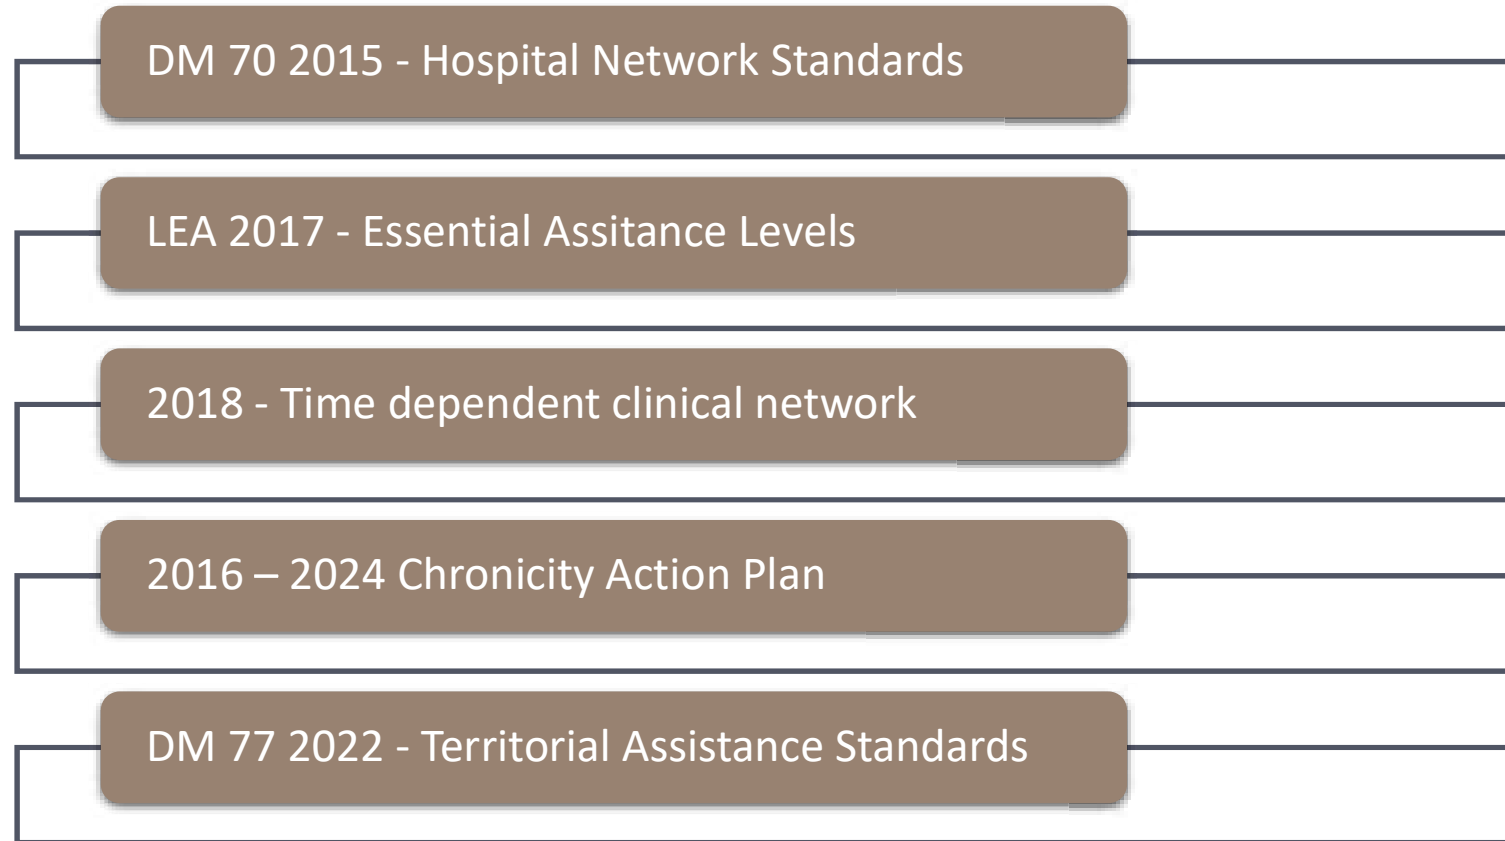 DM 70 2015 - Hospital Network Standards
LEA 2017 - Essential Assitance Levels
2018 - Time dependent clinical network
2016 – 2024 Chronicity Action Plan
DM 77 2022 - Territorial Assistance Standards